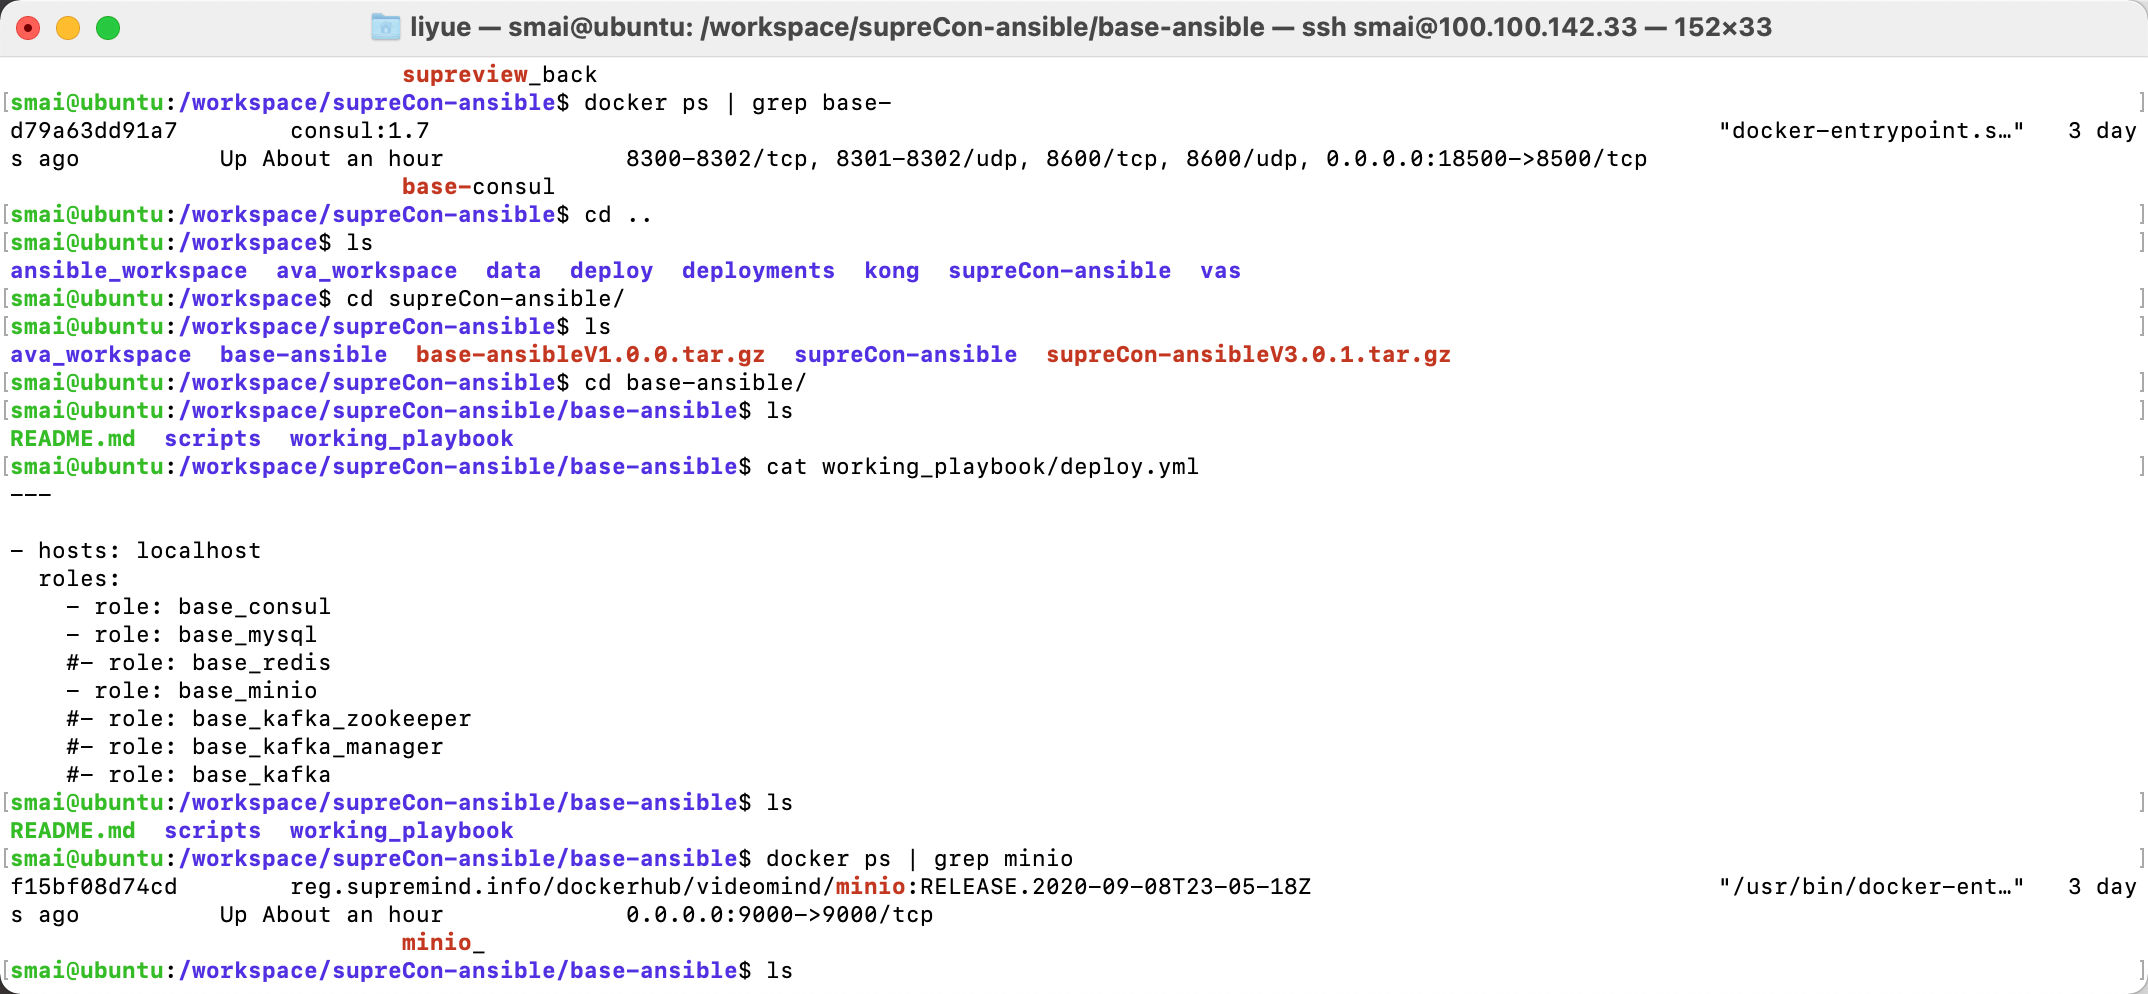 liyue — smai@ubuntu: /workspace/supreCon-ansible/base-ansible — ssh smai@100.100.142.33 — 152×33
supreview_back
[smai@ubuntu:/workspace/supreCon-ansible$ docker ps | grep base- ]
d79a63dd91a7        consul:1.7        "docker-entrypoint.s…"   3 day
s ago          Up About an hour             8300-8302/tcp, 8301-8302/udp, 8600/tcp, 8600/udp, 0.0.0.0:18500->8500/tcp
base-consul
[smai@ubuntu:/workspace/supreCon-ansible$ cd .. ]
[smai@ubuntu:/workspace$ ls ]
ansible_workspace  ava_workspace  data  deploy  deployments  kong  supreCon-ansible  vas
[smai@ubuntu:/workspace$ cd supreCon-ansible/ ]
[smai@ubuntu:/workspace/supreCon-ansible$ ls ]
ava_workspace  base-ansible  base-ansibleV1.0.0.tar.gz  supreCon-ansible  supreCon-ansibleV3.0.1.tar.gz
[smai@ubuntu:/workspace/supreCon-ansible$ cd base-ansible/ ]
[smai@ubuntu:/workspace/supreCon-ansible/base-ansible$ ls ]
README.md  scripts  working_playbook
[smai@ubuntu:/workspace/supreCon-ansible/base-ansible$ cat working_playbook/deploy.yml ]
---
- hosts: localhost
  roles:
    - role: base_consul
    - role: base_mysql
    #- role: base_redis
    - role: base_minio
    #- role: base_kafka_zookeeper
    #- role: base_kafka_manager
    #- role: base_kafka
[smai@ubuntu:/workspace/supreCon-ansible/base-ansible$ ls ]
README.md  scripts  working_playbook
[smai@ubuntu:/workspace/supreCon-ansible/base-ansible$ docker ps | grep minio ]
f15bf08d74cd        reg.supremind.info/dockerhub/videomind/minio:RELEASE.2020-09-08T23-05-18Z        "/usr/bin/docker-ent…"   3 day
s ago          Up About an hour             0.0.0.0:9000->9000/tcp
minio_
[smai@ubuntu:/workspace/supreCon-ansible/base-ansible$ ls ]